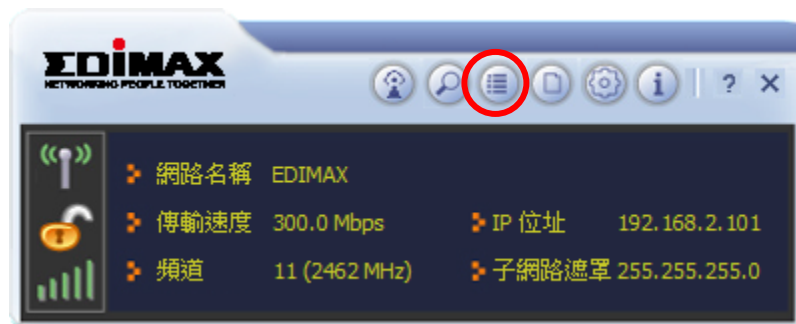 EDIMAX
NETWORKING PEOPLE TOGETHER
i ? ×
網路名稱 EDIMAX
傳輸速度 300.0 Mbps IP 位址 192.168.2.101
頻道 11 (2462 MHz) 子網路遮罩 255.255.255.0